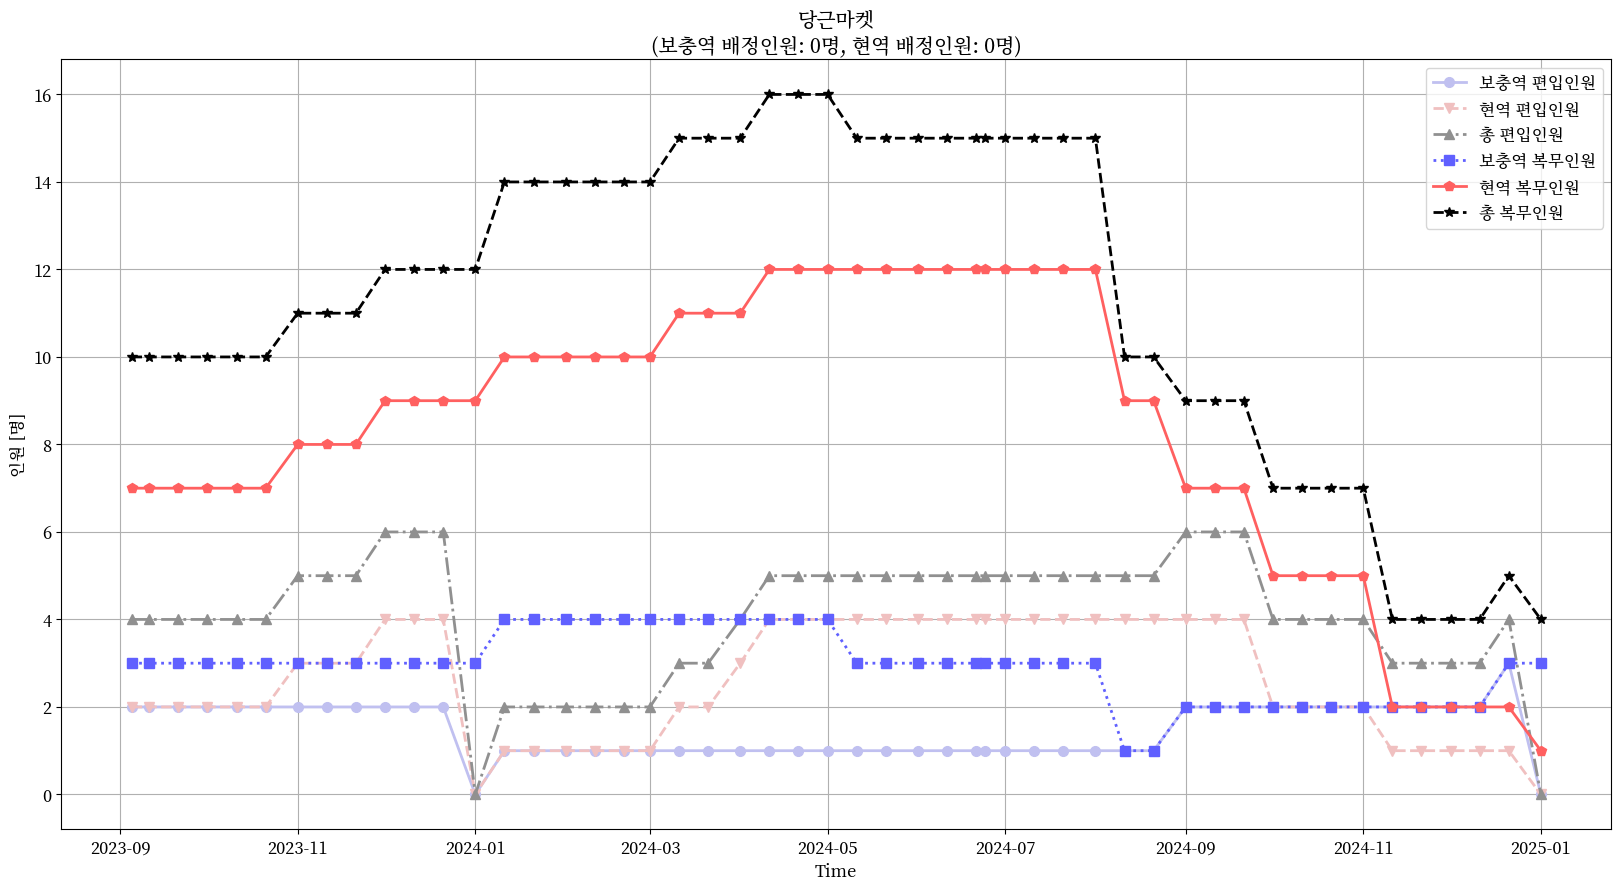 당근마켓
(보충역 배정인원: 0명, 현역 배정인원: 0명)
보충역 편입인원
현역 편입인원
총 편입인원
보충역 복무인원
현역 복무인원
총 복무인원
인원 [명]
16
14
12
10
8
6
4
2
0
2023-09
2023-11
2024-01
2024-03
2024-05
2024-07
2024-09
2024-11
2025-01
Time